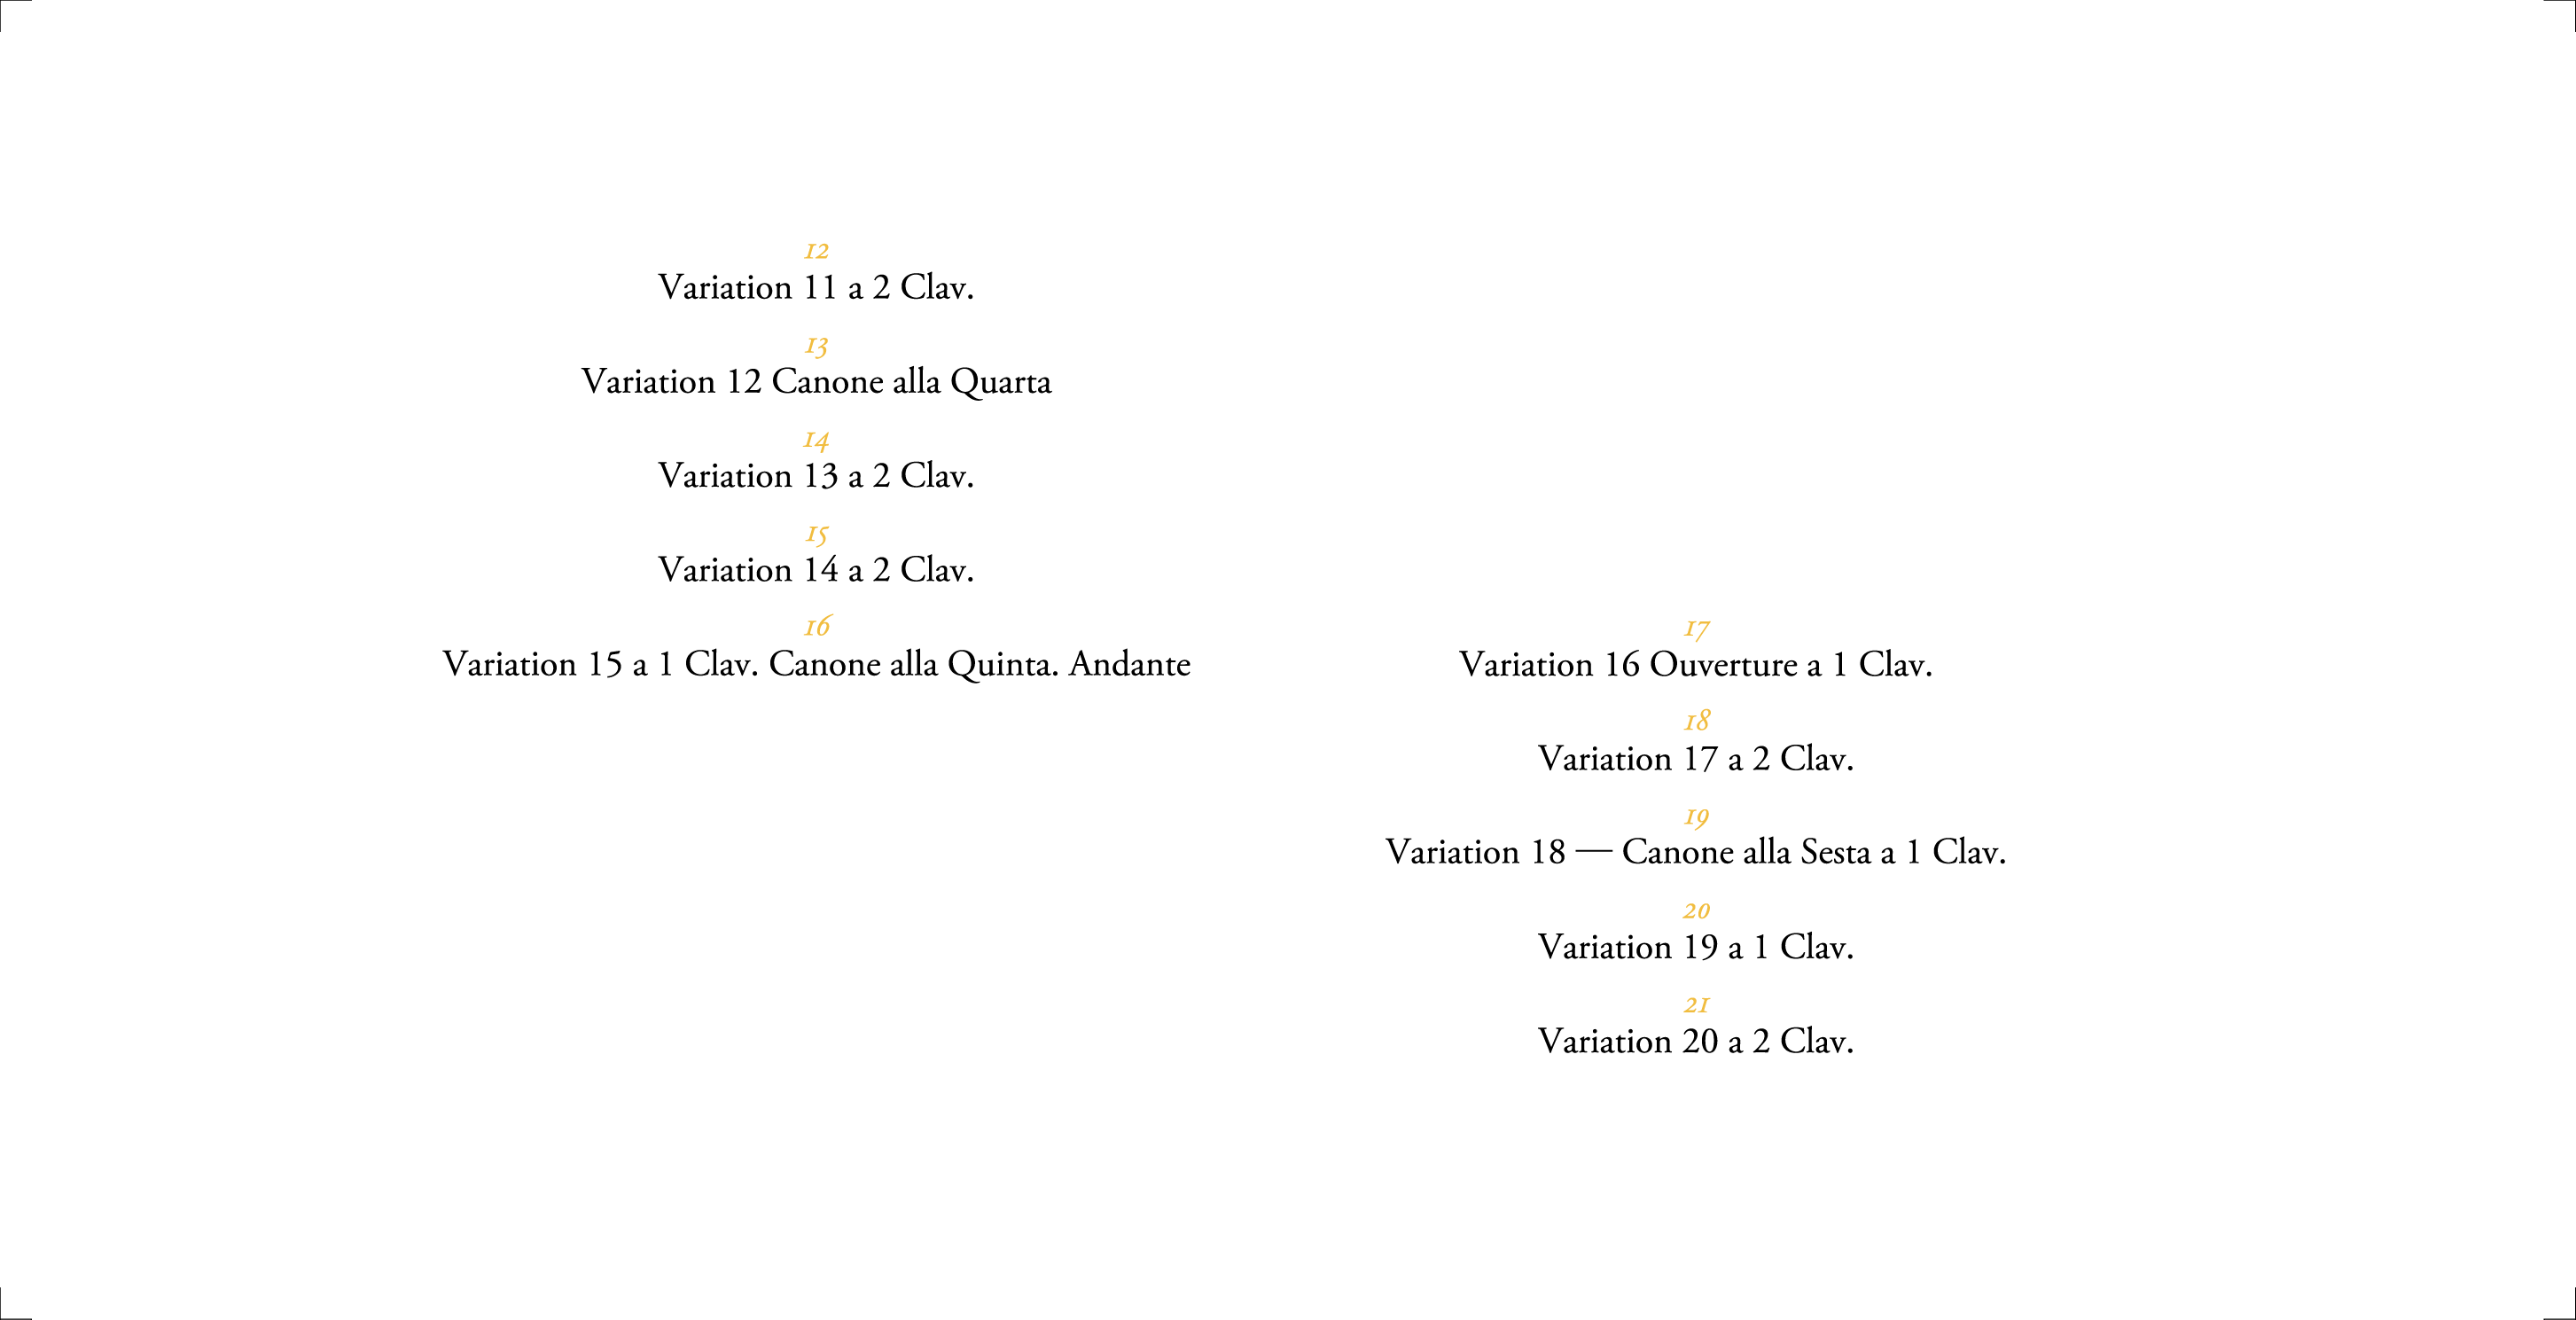 12
Variation 11 a 2 Clav.
13
Variation 12 Canone alla Quarta
14
Variation 13 a 2 Clav.
15
Variation 14 a 2 Clav.
16
Variation 15 a 1 Clav. Canone alla Quinta. Andante
17
Variation 16 Ouverture a 1 Clav.
18
Variation 17 a 2 Clav.
19
Variation 18 — Canone alla Sesta a 1 Clav.
20
Variation 19 a 1 Clav.
21
Variation 20 a 2 Clav.